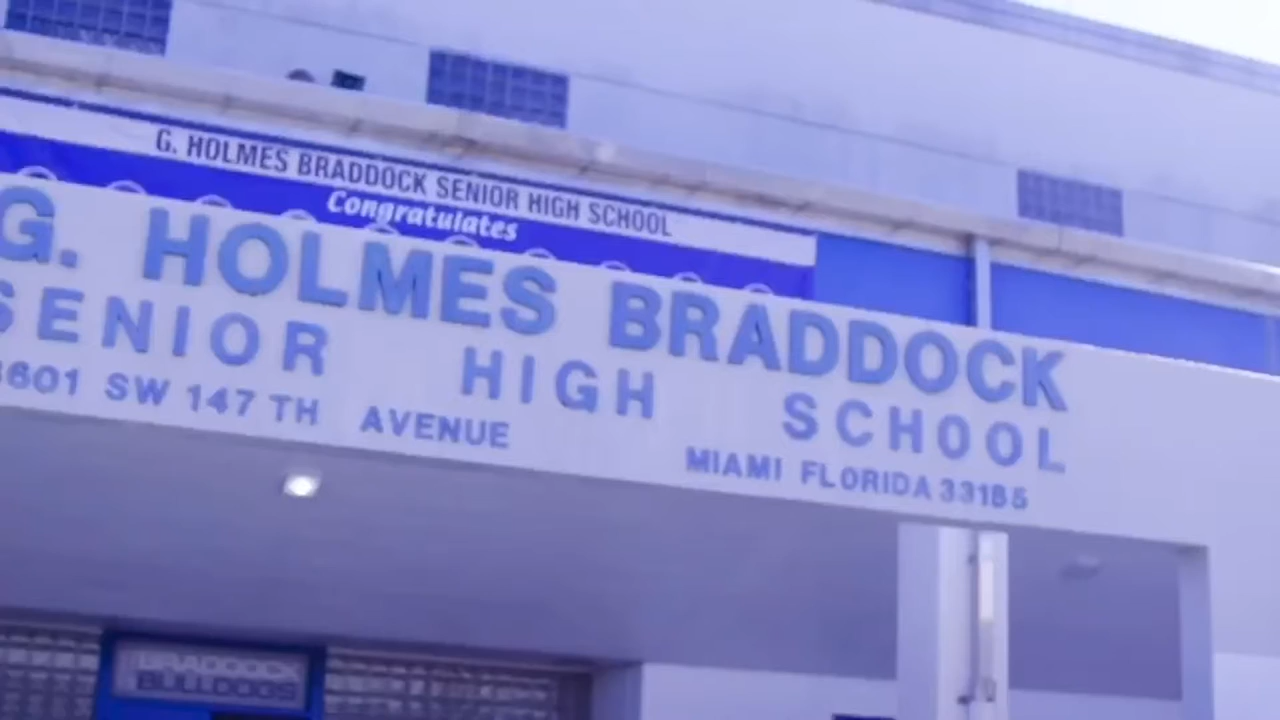 G. HOLMES BRADDOCK SENIOR HIGH SCHOOL
Congratulates
G. HOLMES BRADDOCK
SENIOR HIGH SCHOOL
601 SW 147 TH AVENUE
MIAMI FLORIDA 33185
BRADDOCK
BULLDOGS